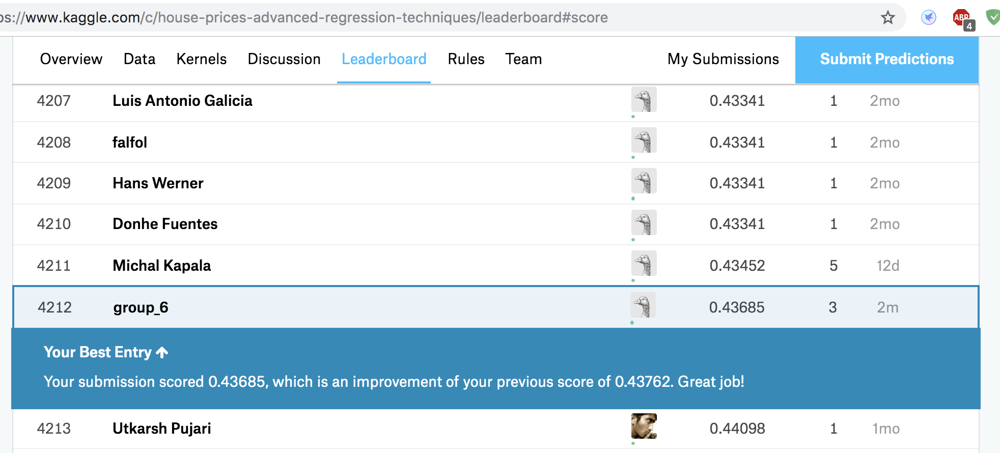 ps://www.kaggle.com/c/house-prices-advanced-regression-techniques/leaderboard#score
ABP
4
Overview Data Kernels Discussion Leaderboard Rules Team My Submissions Submit Predictions
4207 Luis Antonio Galicia 0.43341 1 2mo
4208 falfol 0.43341 1 2mo
4209 Hans Werner 0.43341 1 2mo
4210 Donhe Fuentes 0.43341 1 2mo
4211 Michal Kapala 0.43452 5 12d
4212 group_6 0.43685 3 2m
Your Best Entry ↑
Your submission scored 0.43685, which is an improvement of your previous score of 0.43762. Great job!
4213 Utkarsh Pujari 0.44098 1 1mo